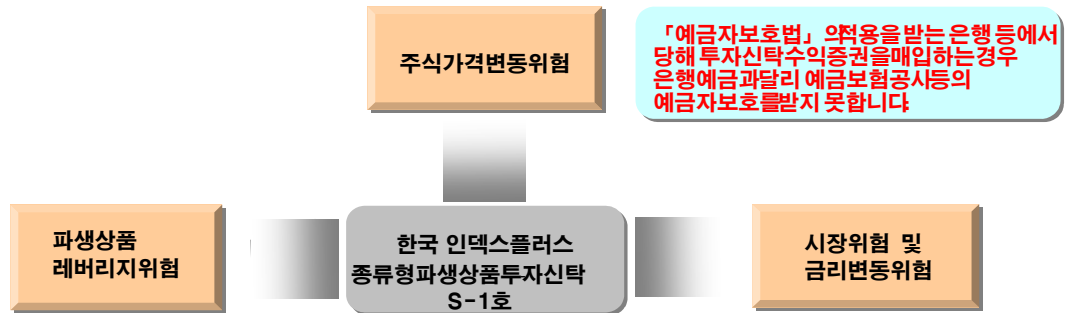 주식가격변동위험
「예금자보호법」 의적용을 받는 은행 등에서
당해 투자신탁수익증권을매입하는경우
은행예금과달리 예금보험공사등의
예금자보호를받지 못합니다
파생상품
레버리지위험
한국 인덱스플러스
종류형파생상품투자신탁
S-1호
시장위험 및
금리변동위험